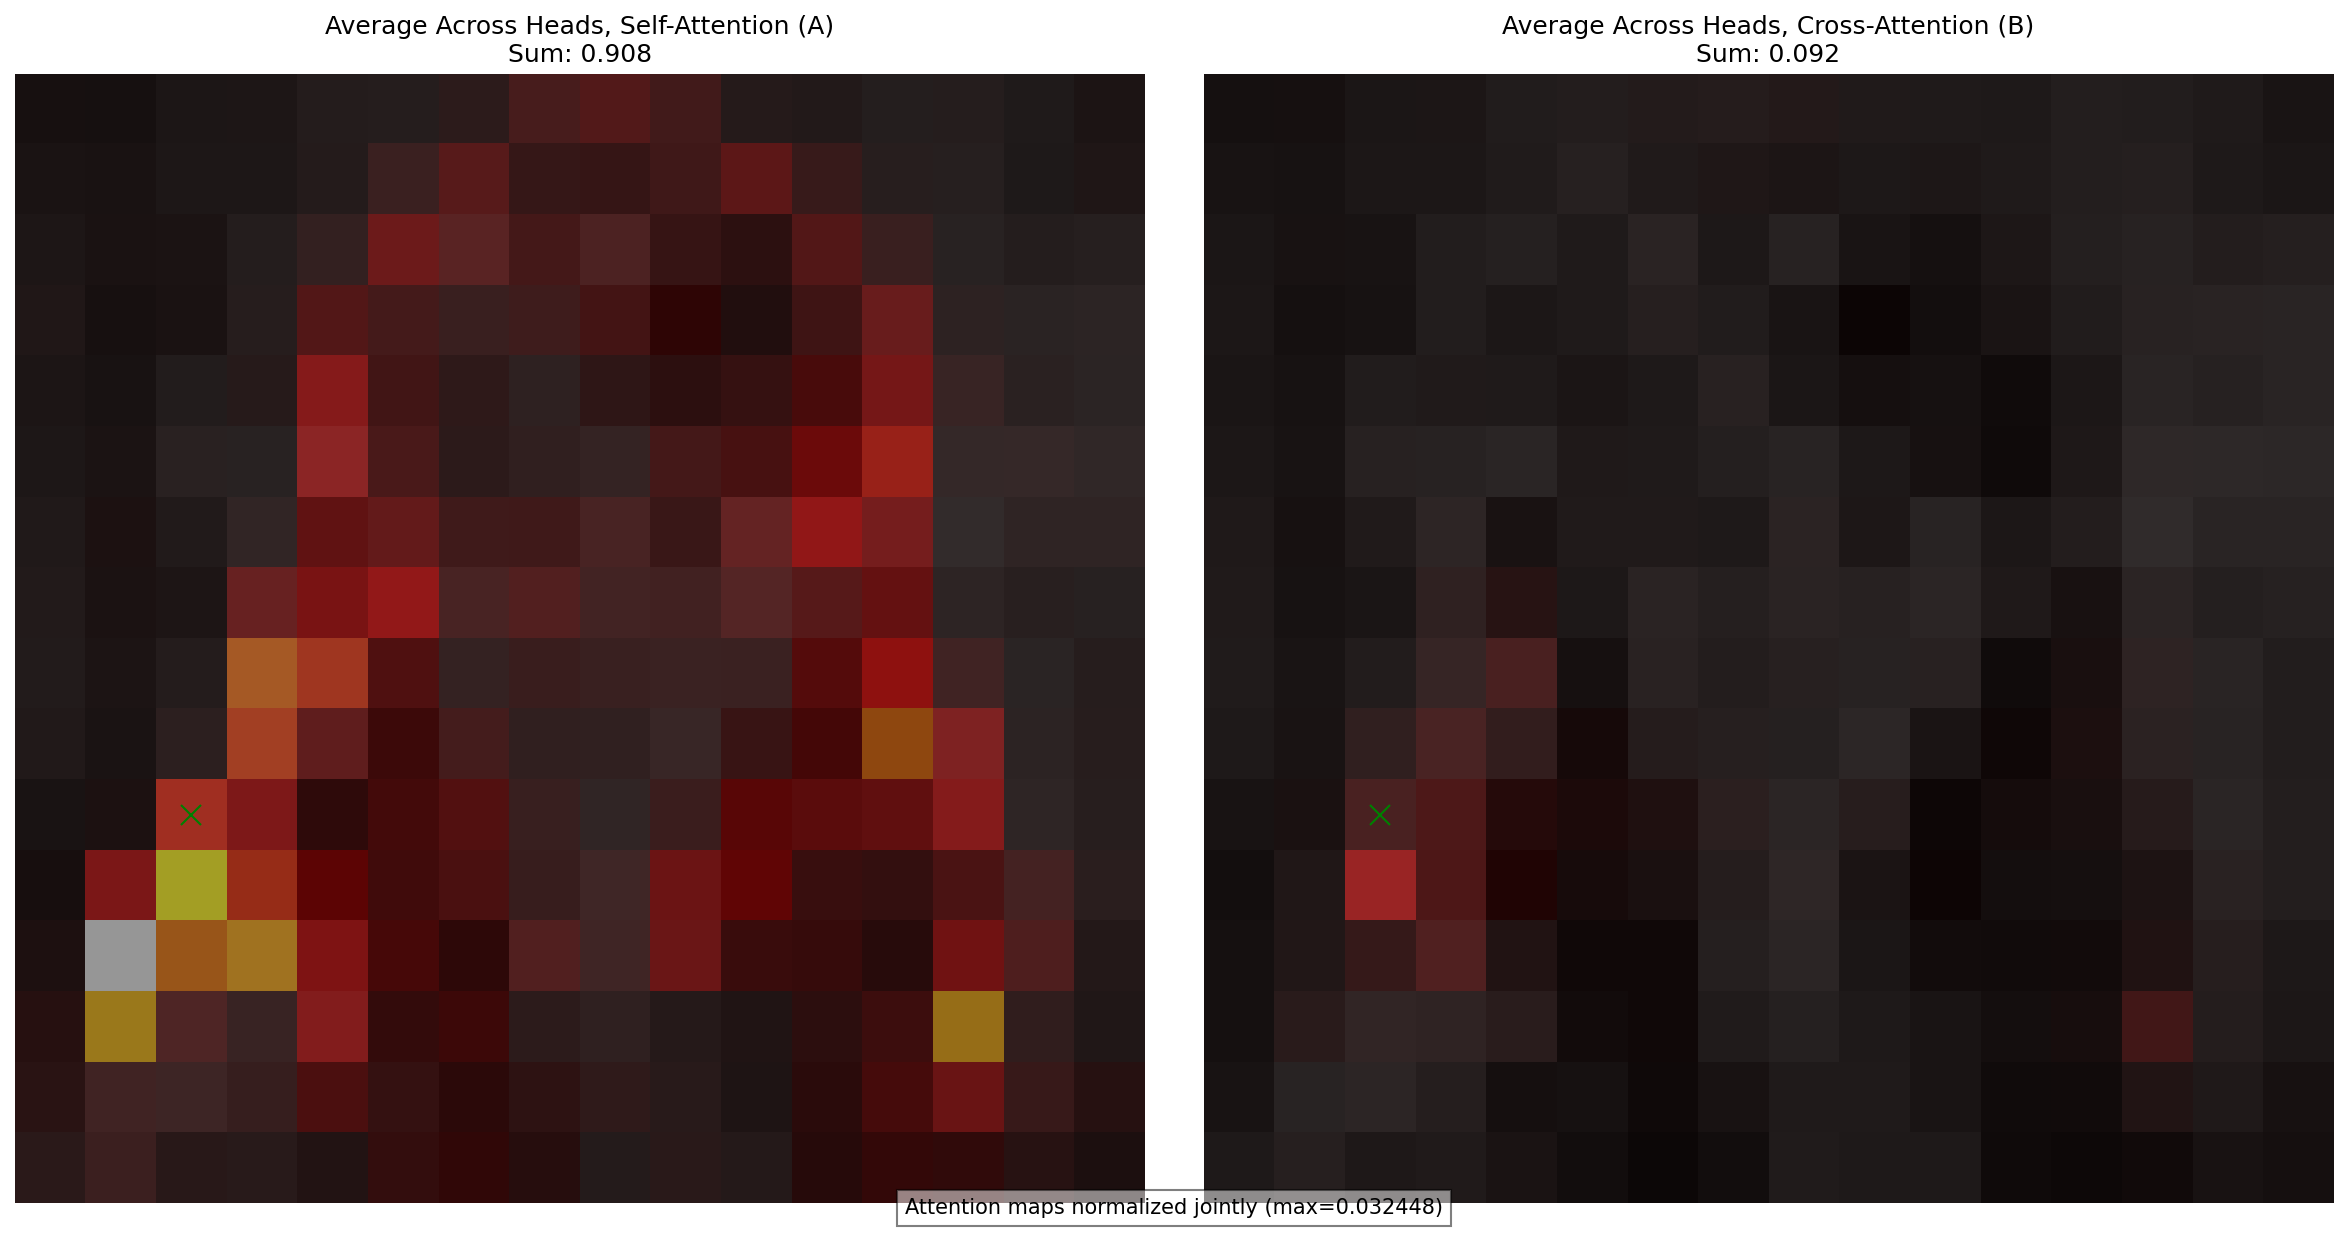 Average Across Heads, Self-Attention (A)
Sum: 0.908
Average Across Heads, Cross-Attention (B)
Sum: 0.092
Attention maps normalized jointly (max=0.032448)